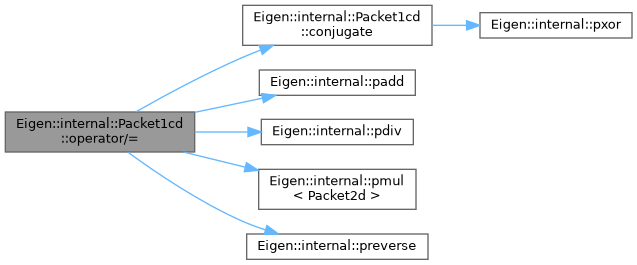 Eigen::internal::Packet1cd
::conjugate
Eigen::internal::pxor
Eigen::internal::padd
Eigen::internal::Packet1cd
::operator/=
Eigen::internal::pdiv
Eigen::internal::pmul
< Packet2d >
Eigen::internal::preverse